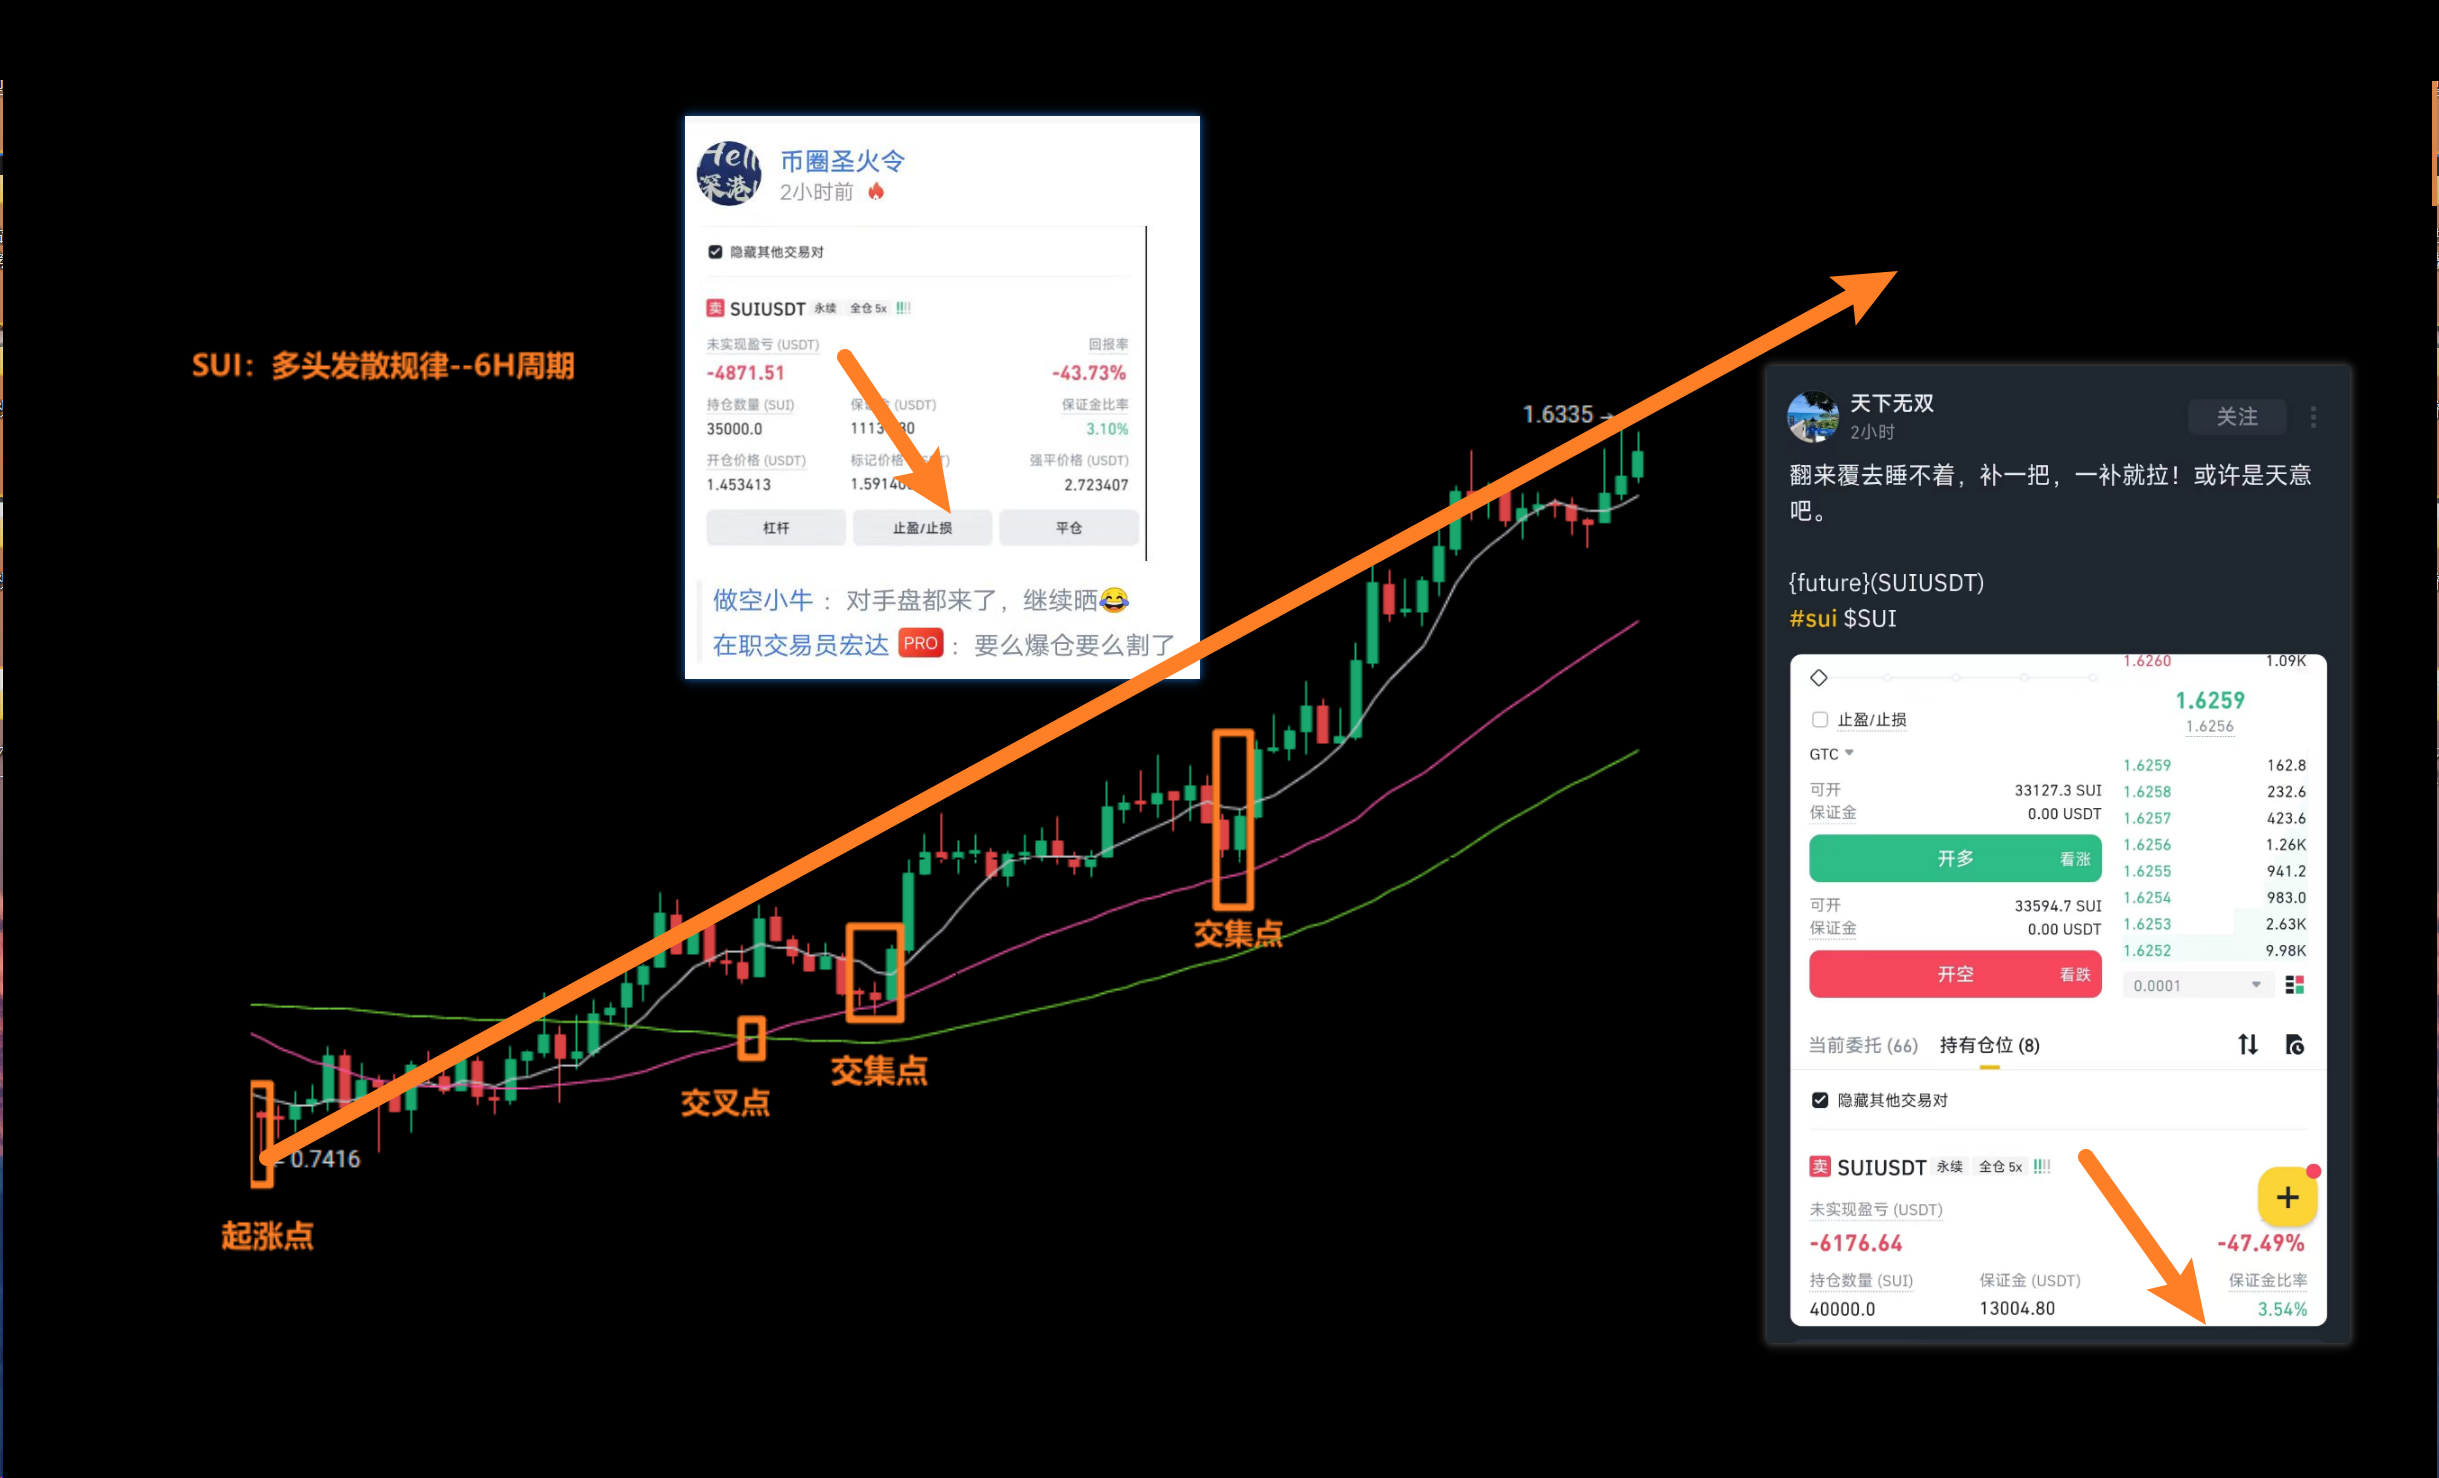 Hell
深港
币圈圣火令
2小时前
隐藏其他交易对
卖 SUIUSDT 永续 全仓 5x
未实现盈亏 (USDT) 回报率
-4871.51 -43.73%
持仓数量 (SUI) (USDT) 保证金比率
35000.0 3.10%
开仓价格 (USDT) 标记价格 强平价格 (USDT)
1.453413 2.723407
杠杆 止盈/止损 平仓
做空小牛 : 对手盘都来了，继续晒😂
在职交易员宏达 PRO : 要么爆仓要么割了
SUI：多头发散规律--6H周期
1.6335
交集点
交集点
交叉点
0.7416
起涨点
天下无双
2小时
关注
翻来覆去睡不着，补一把，一补就拉！或许是天意
吧。
{future}(SUIUSDT)
#sui $SUI
1.6260 1.09K
1.6259
1.6256
止盈/止损
GTC
可开 33127.3 SUI
保证金 0.00 USDT
开多 看涨
可开 33594.7 SUI
保证金 0.00 USDT
开空 看跌
1.6259 162.8
1.6258 232.6
1.6257 423.6
1.6256 1.26K
1.6255 941.2
1.6254 983.0
1.6253 2.63K
1.6252 9.98K
0.0001
当前委托 (66) 持有仓位 (8)
隐藏其他交易对
卖 SUIUSDT 永续 全仓 5x
未实现盈亏 (USDT)
-6176.64 -47.49%
持仓数量 (SUI) 保证金 (USDT) 保证金比率
40000.0 13004.80 3.54%